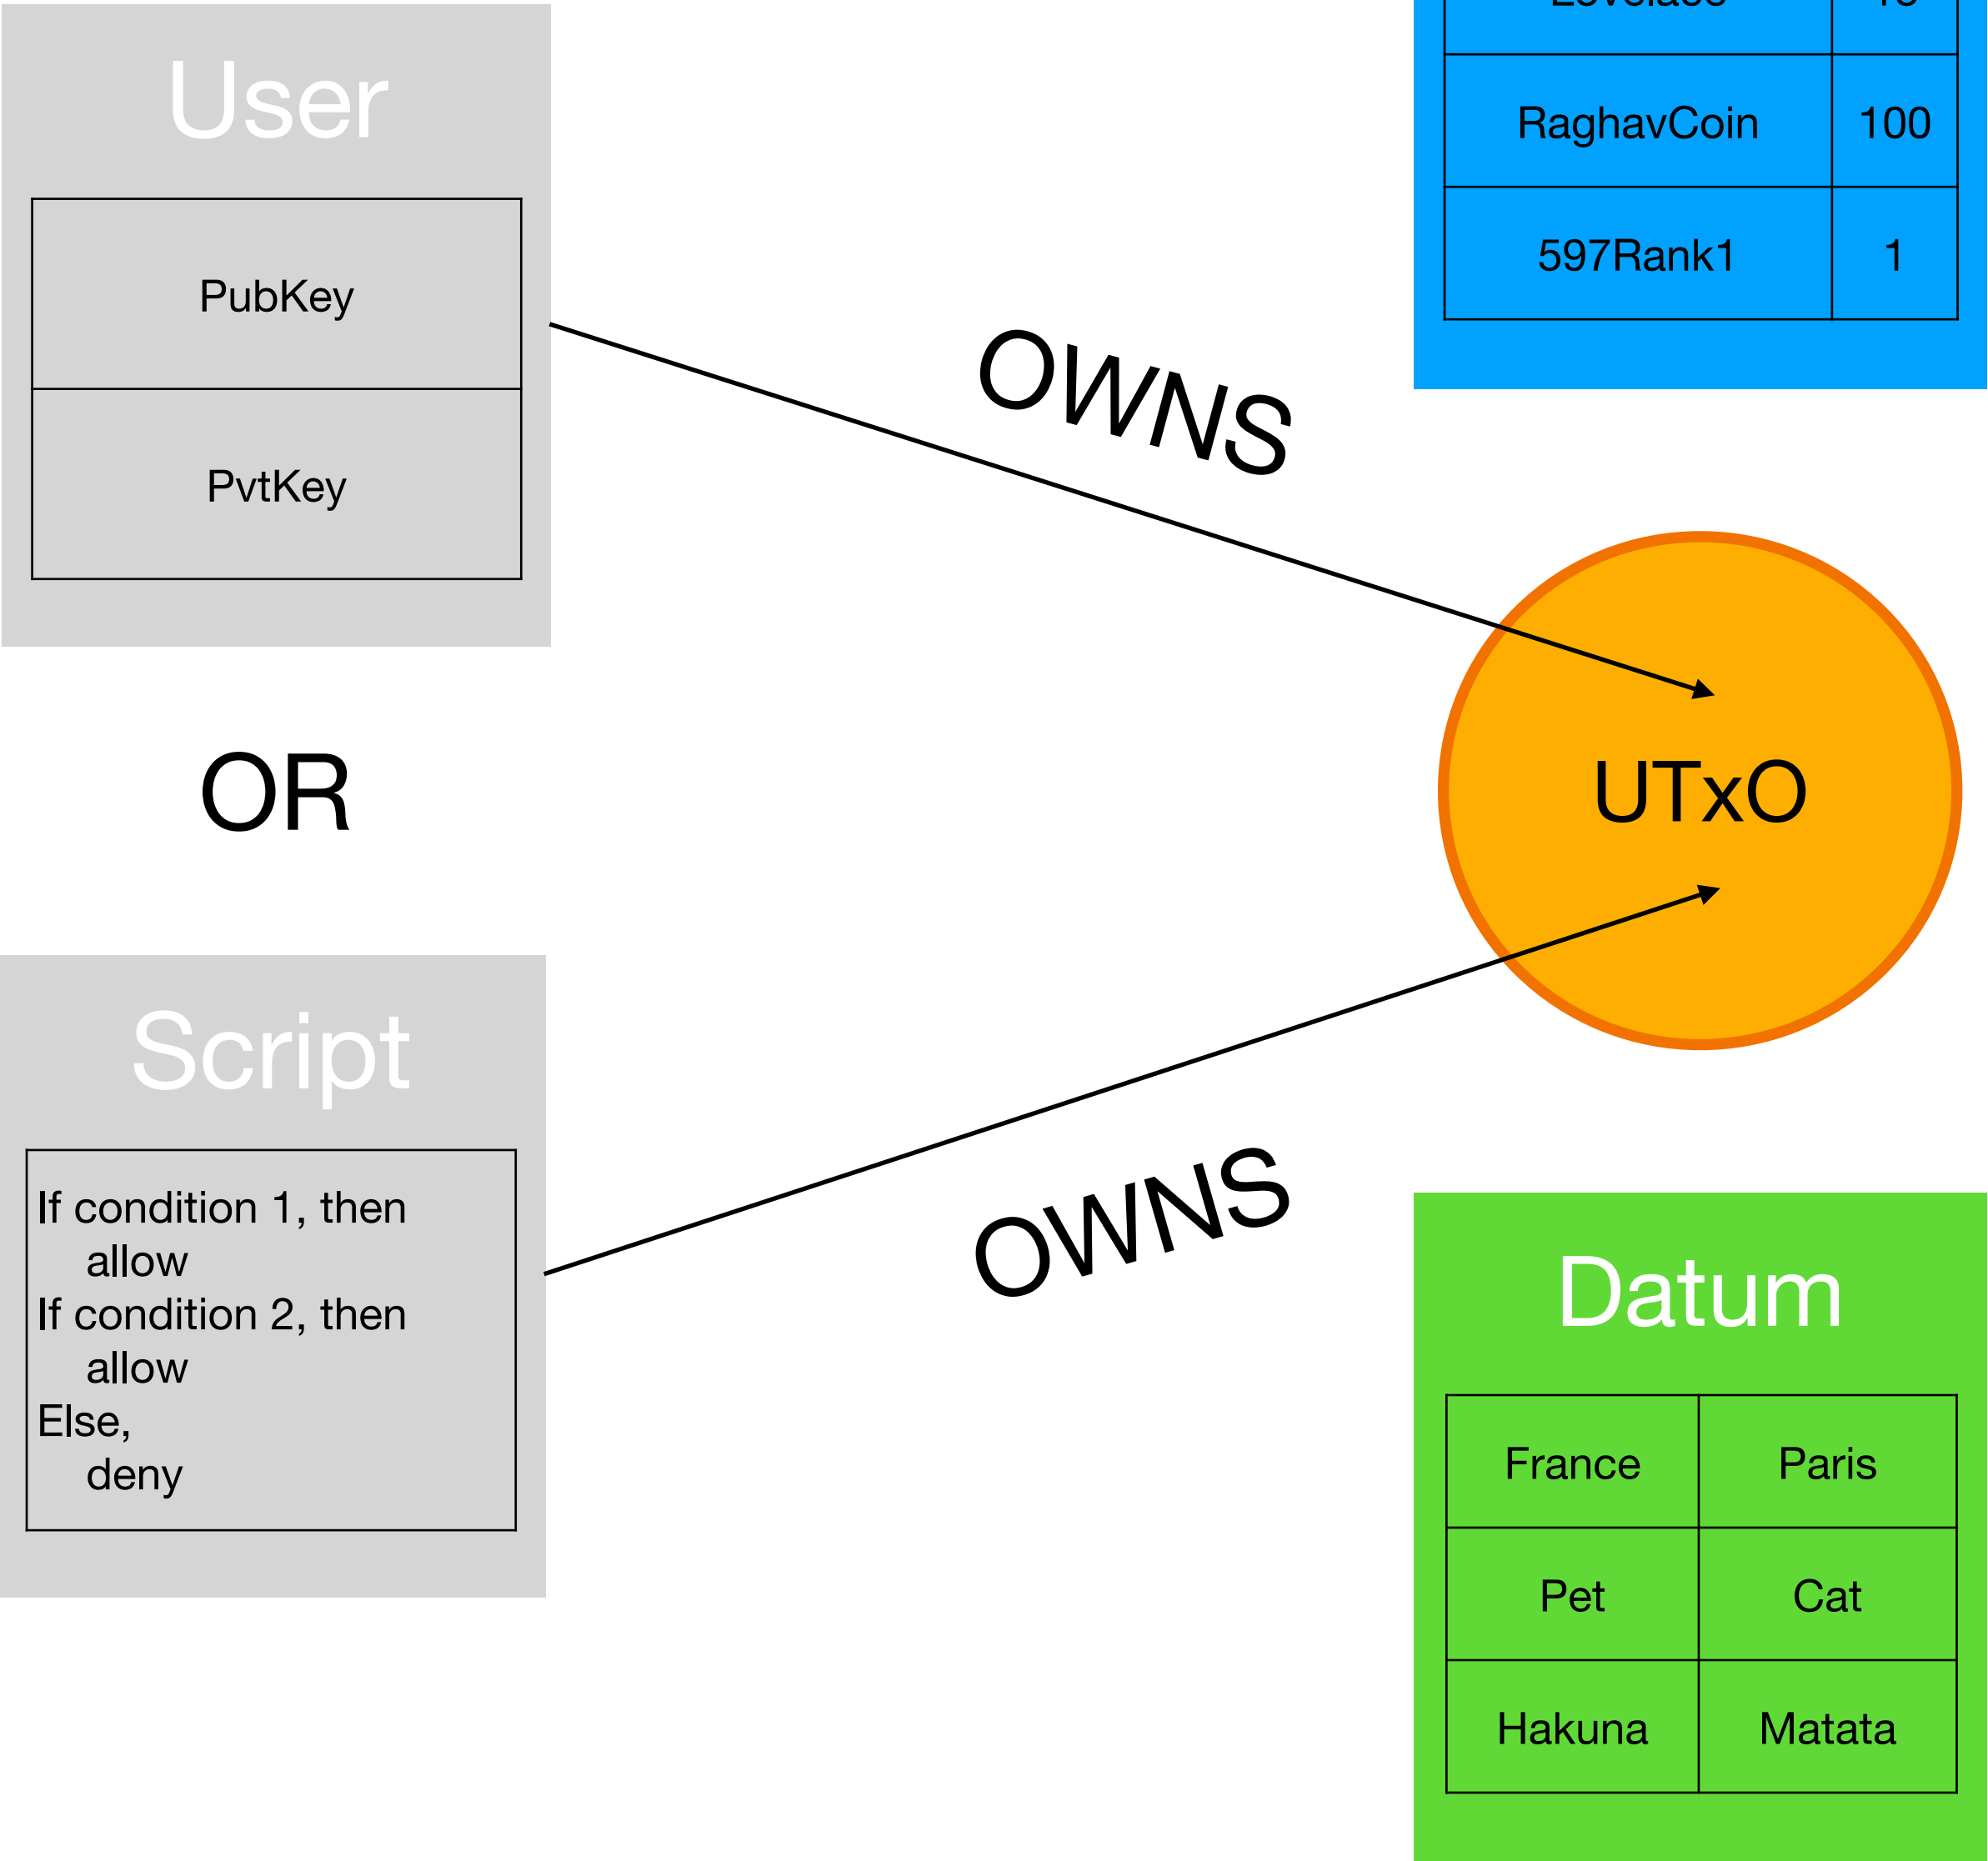 User
PubKey
PvtKey
OWNS
RaghavCoin 100
597Rank1 1
OR
UTxO
Script
If condition 1, then
allow
If condition 2, then
allow
Else,
deny
OWNS
Datum
France Paris
Pet Cat
Hakuna Matata